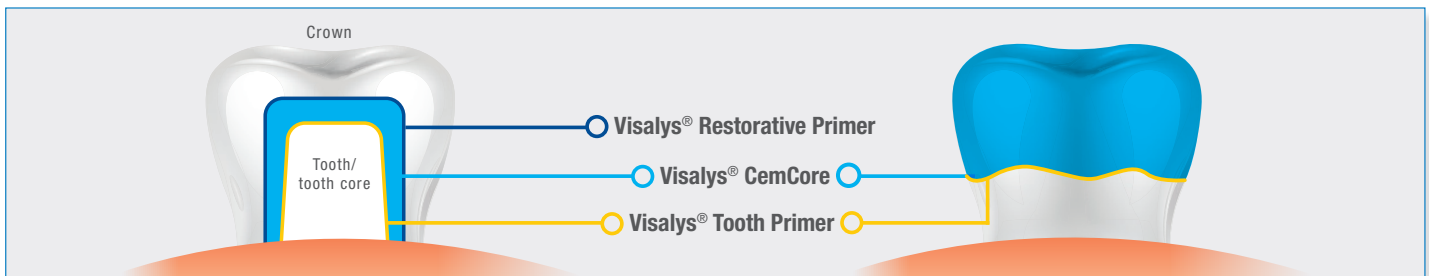 Crown
Tooth/
tooth core
Visalys® Restorative Primer
Visalys® CemCore
Visalys® Tooth Primer